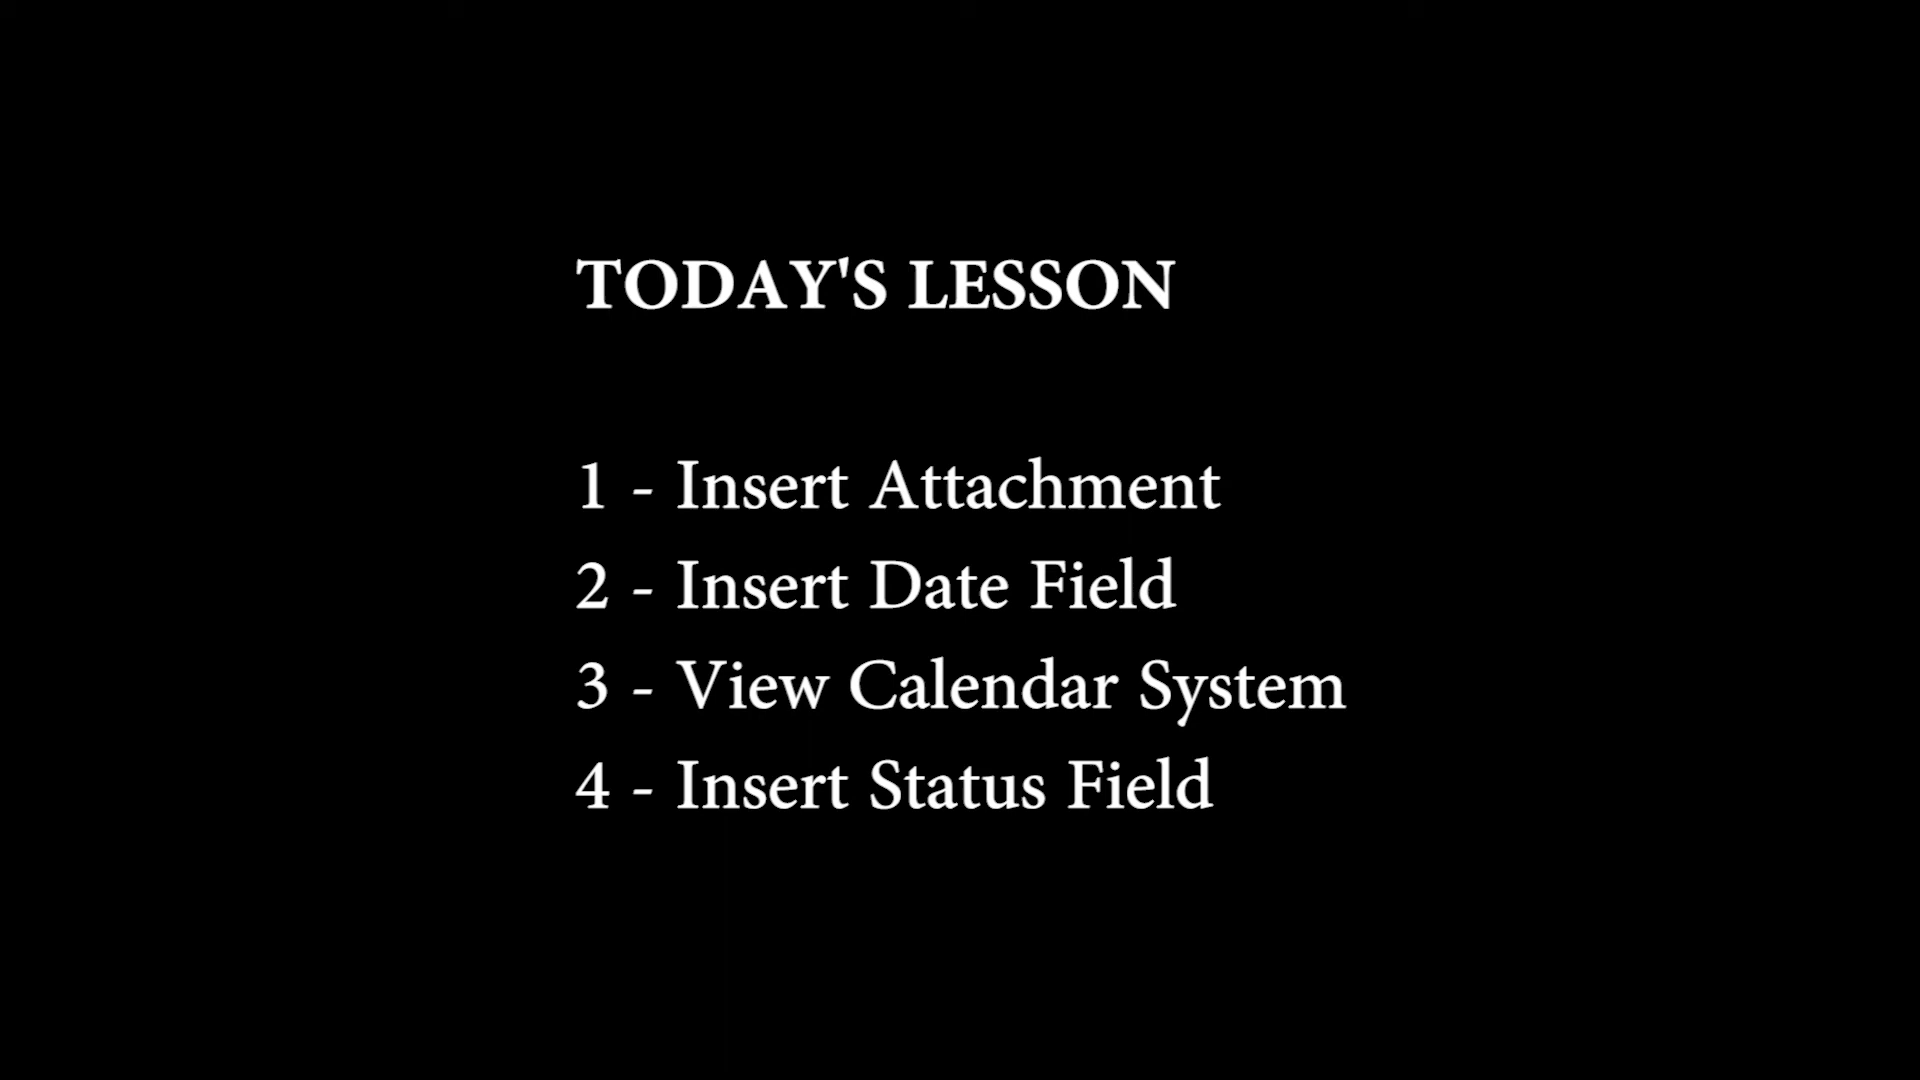 TODAY'S LESSON
1 - Insert Attachment
2 - Insert Date Field
3 - View Calendar System
4 - Insert Status Field